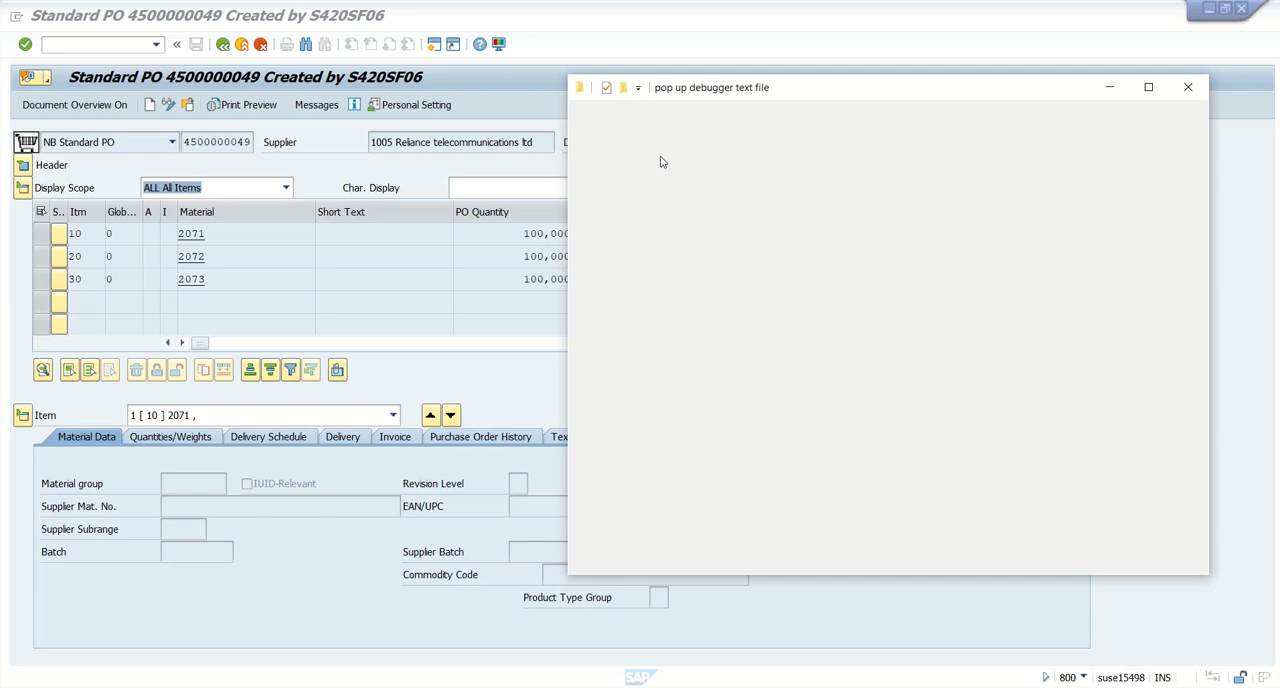 Standard PO 4500000049 Created by S420SF06
Standard PO 4500000049 Created by S420SF06
pop up debugger text file
Document Overview On Print Preview Messages Personal Setting
NB Standard PO 4500000049 Supplier 1005 Reliance telecommunications ltd D
Header
Display Scope ALL All Items Char. Display
S.. Itm Glob... A I Material Short Text PO Quantity
10 0 2071 100,000
20 0 2072 100,000
30 0 2073 100,000
Item 1 [ 10 ] 2071 ,
Material Data Quantities/Weights Delivery Schedule Delivery Invoice Purchase Order History Tex
Material group IUID-Relevant Revision Level
Supplier Mat. No. EAN/UPC
Supplier Subrange
Batch Supplier Batch
Commodity Code
Product Type Group
SAP 800 suse15498 INS